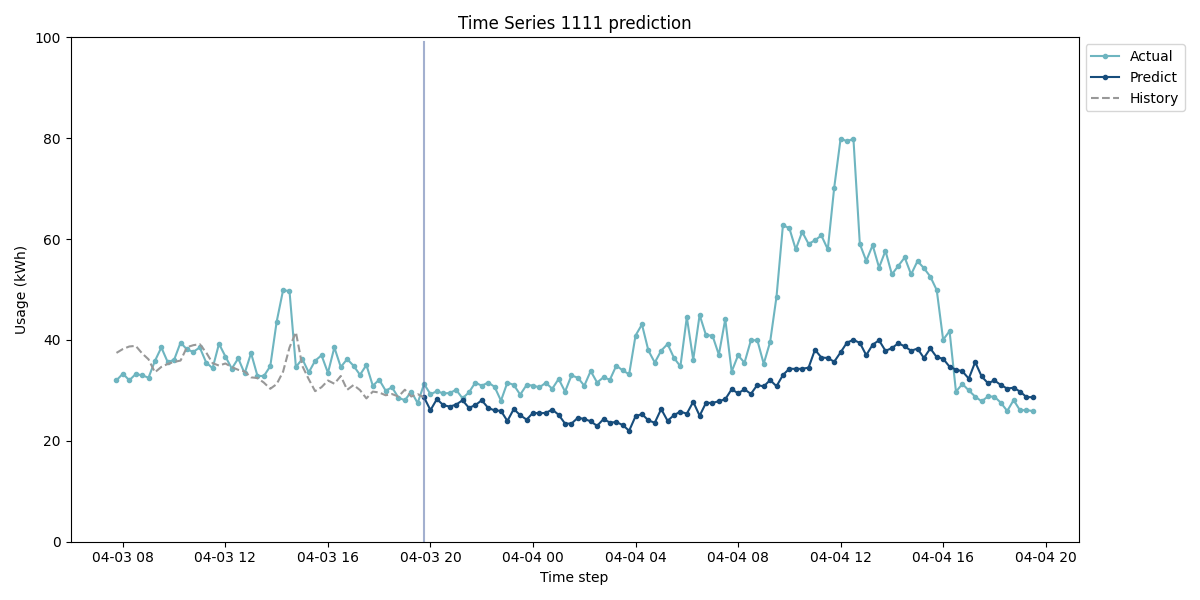 Time Series 1111 prediction
Usage (kWh)
100
80
60
40
20
0
04-03 08
04-03 12
04-03 16
04-03 20
04-04 00
04-04 04
04-04 08
04-04 12
04-04 16
04-04 20
Time step
Actual
Predict
History